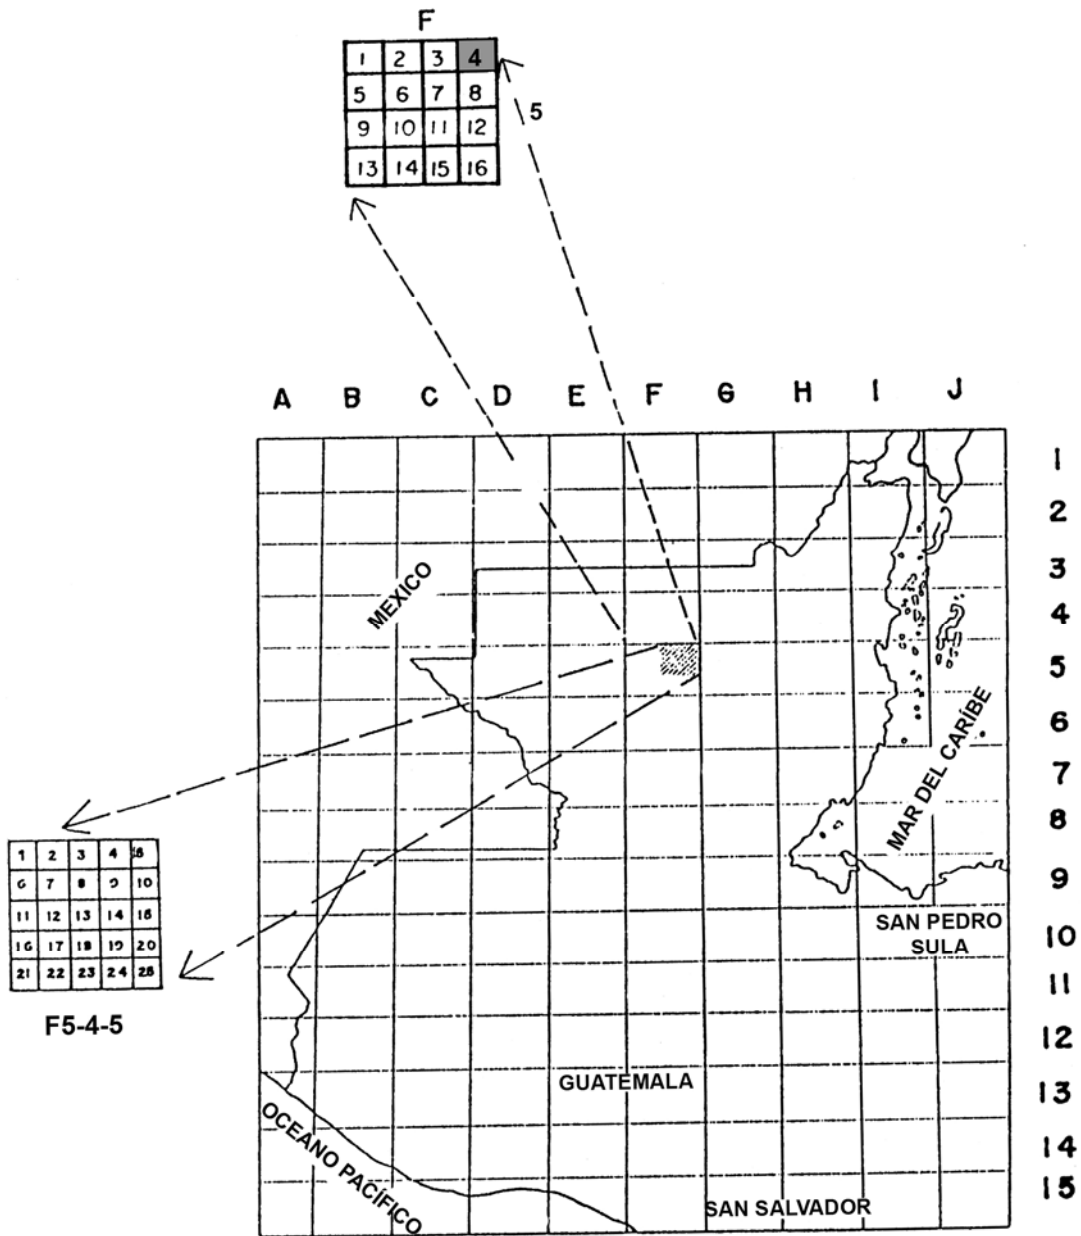 F
1 2 3 4
5 6 7 8
9 10 11 12
13 14 15 16
5
A B C D E F G H I J
1
2
3
4
5
6
7
8
9
10
11
12
13
14
15
MEXICO
MAR DEL CARÍBE
SAN PEDRO
SULA
GUATEMALA
OCEANO PACÍFICO
SAN SALVADOR
1 2 3 4
6 7 8 9 10
11 12 13 14 15
16 17 18 19 20
21 22 23 24 25
F5-4-5